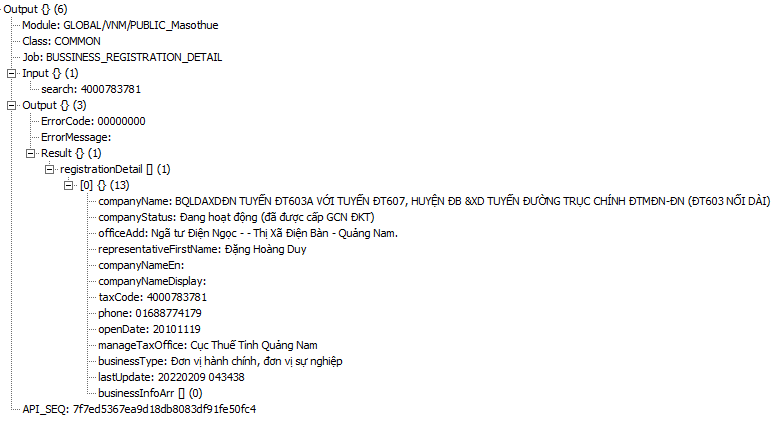 Output {} (6)
Module: GLOBAL/VNM/PUBLIC_Masothue
Class: COMMON
Job: BUSSINESS_REGISTRATION_DETAIL
Input {} (1)
search: 4000783781
Output {} (3)
ErrorCode: 00000000
ErrorMessage:
Result {} (1)
registrationDetail [] (1)
[0] {} (13)
companyName: BQLDAXDĐN TUYẾN ĐT603A VỚI TUYẾN ĐT607, HUYỆN ĐB &XD TUYẾN ĐƯỜNG TRỤC CHÍNH ĐTMĐN-ĐN (ĐT603 NỐI DÀI)
companyStatus: Đang hoạt động (đã được cấp GCN ĐKT)
officeAdd: Ngã tư Điện Ngọc - - Thị Xã Điện Bàn - Quảng Nam.
representativeFirstName: Đặng Hoàng Duy
companyNameEn:
companyNameDisplay:
taxCode: 4000783781
phone: 01688774179
openDate: 20101119
manageTaxOffice: Cục Thuế Tỉnh Quảng Nam
businessType: Đơn vị hành chính, đơn vị sự nghiệp
lastUpdate: 20220209 043438
businessInfoArr [] (0)
API_SEQ: 7f7ed5367ea9d18db8083df91fe50fc4